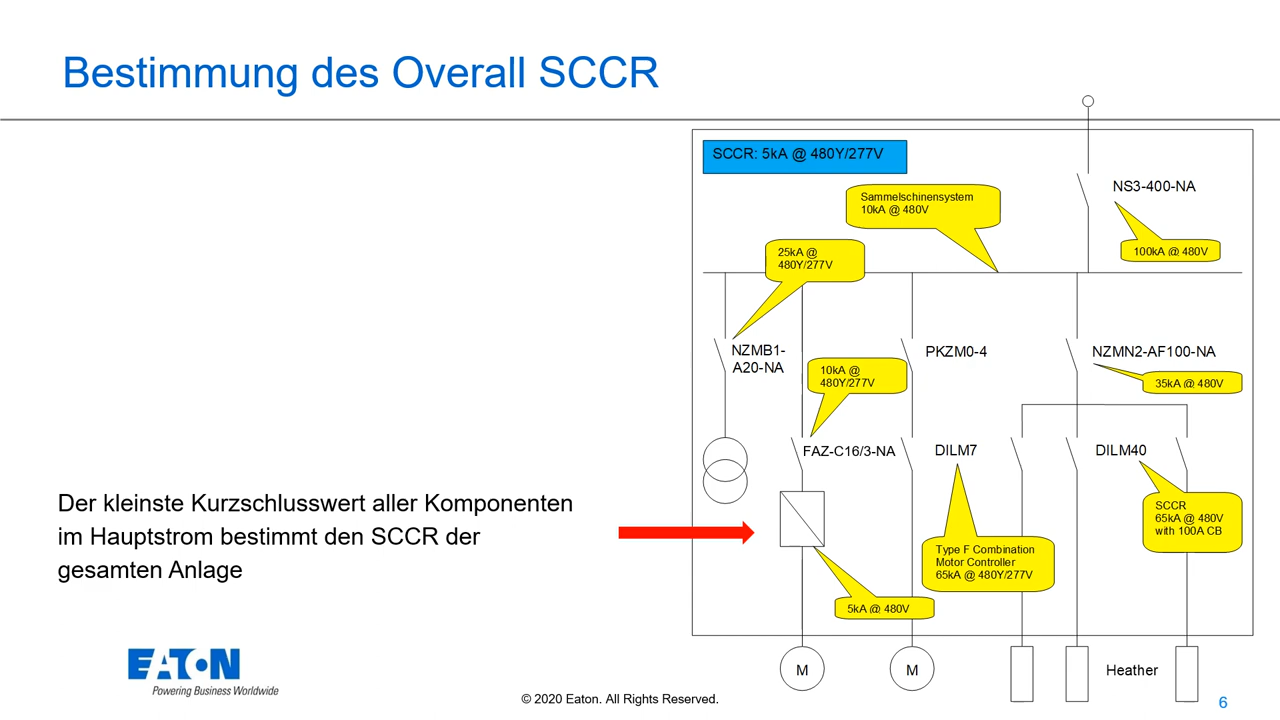 Bestimmung des Overall SCCR
SCCR: 5kA @ 480Y/277V
NS3-400-NA
Sammelschinensystem
10kA @ 480V
100kA @ 480V
25kA @
480Y/277V
NZMB1-
A20-NA
PKZM0-4
NZMN2-AF100-NA
10kA @
480Y/277V
35kA @ 480V
FAZ-C16/3-NA
DILM7
DILM40
Der kleinste Kurzschlusswert aller Komponenten
im Hauptstrom bestimmt den SCCR der
gesamten Anlage
SCCR
65kA @ 480V
with 100A CB
Type F Combination
Motor Controller
65kA @ 480Y/277V
5kA @ 480V
M
M
Heather
EATON
Powering Business Worldwide
© 2020 Eaton. All Rights Reserved.
6